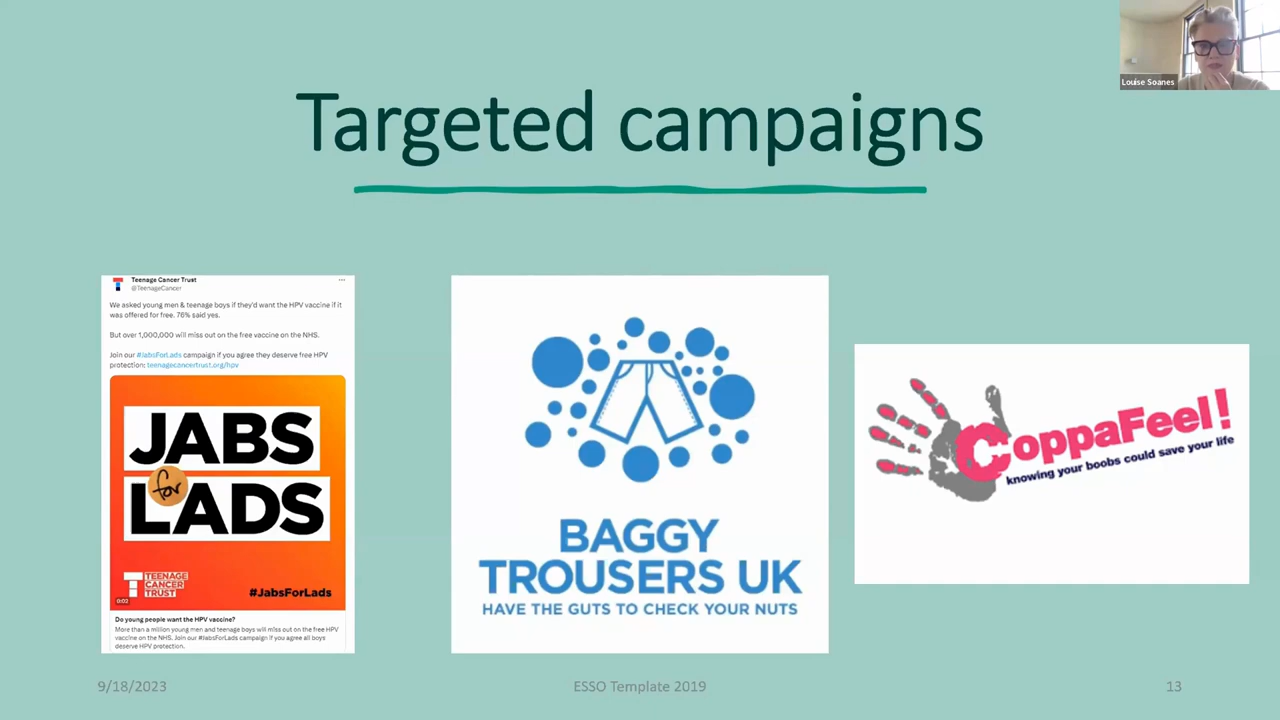 Louise Soanes
Targeted campaigns
Teenage Cancer Trust
@TeenageCancer
We asked young men & teenage boys if they'd want the HPV vaccine if it
was offered for free. 76% said yes.
But over 1,000,000 will miss out on the free vaccine on the NHS.
Join our #JabsForLads campaign if you agree they deserve free HPV
protection: teenagecancertrust.org/hpv
JABS
for
LADS
TEENAGE
CANCER
TRUST
#JabsForLads
0:02
Do young people want the HPV vaccine?
More than a million young men and teenage boys will miss out on the free HPV
vaccine on the NHS. Join our #JabsForLads campaign if you agree all boys
deserve HPV protection.
BAGGY
TROUSERS UK
HAVE THE GUTS TO CHECK YOUR NUTS
CoppaFeel!
knowing your boobs could save your life
9/18/2023
ESSO Template 2019
13